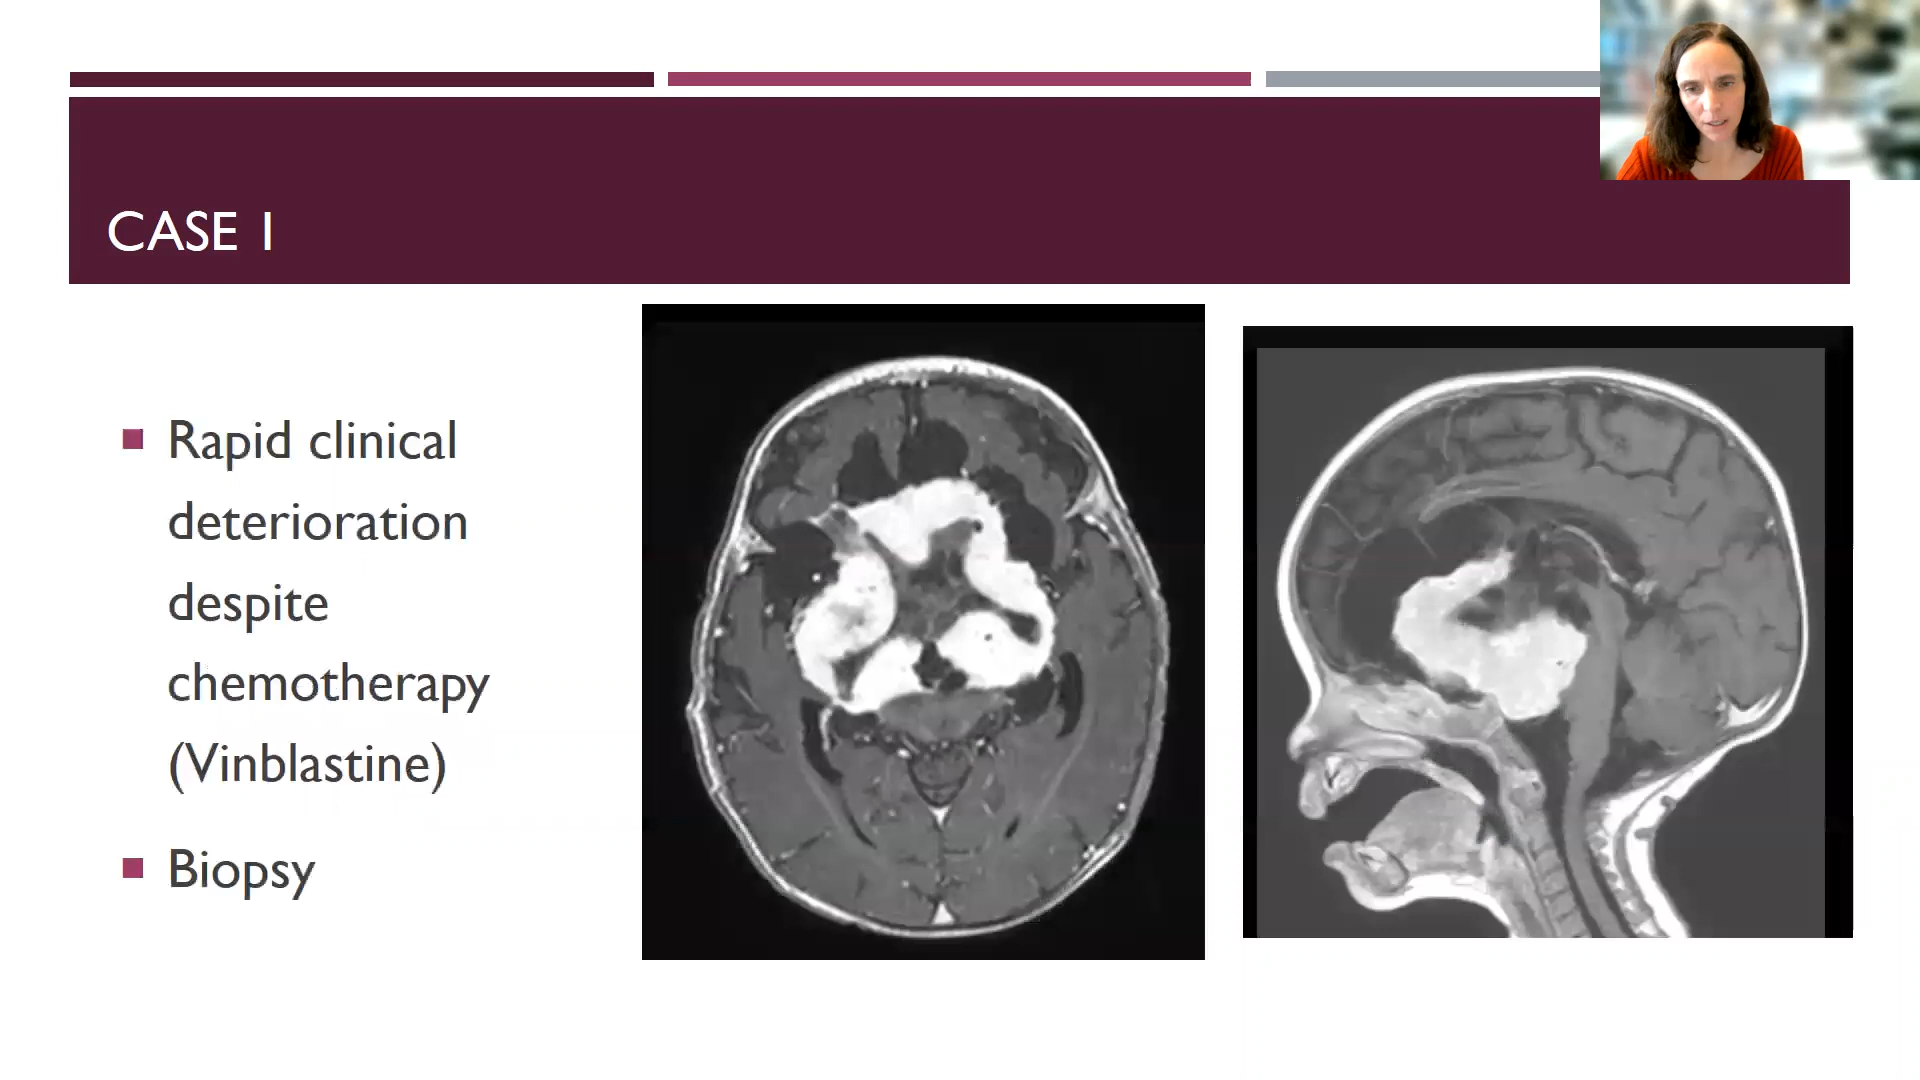 CASE 1
Rapid clinical
deterioration
despite
chemotherapy
(Vinblastine)
Biopsy